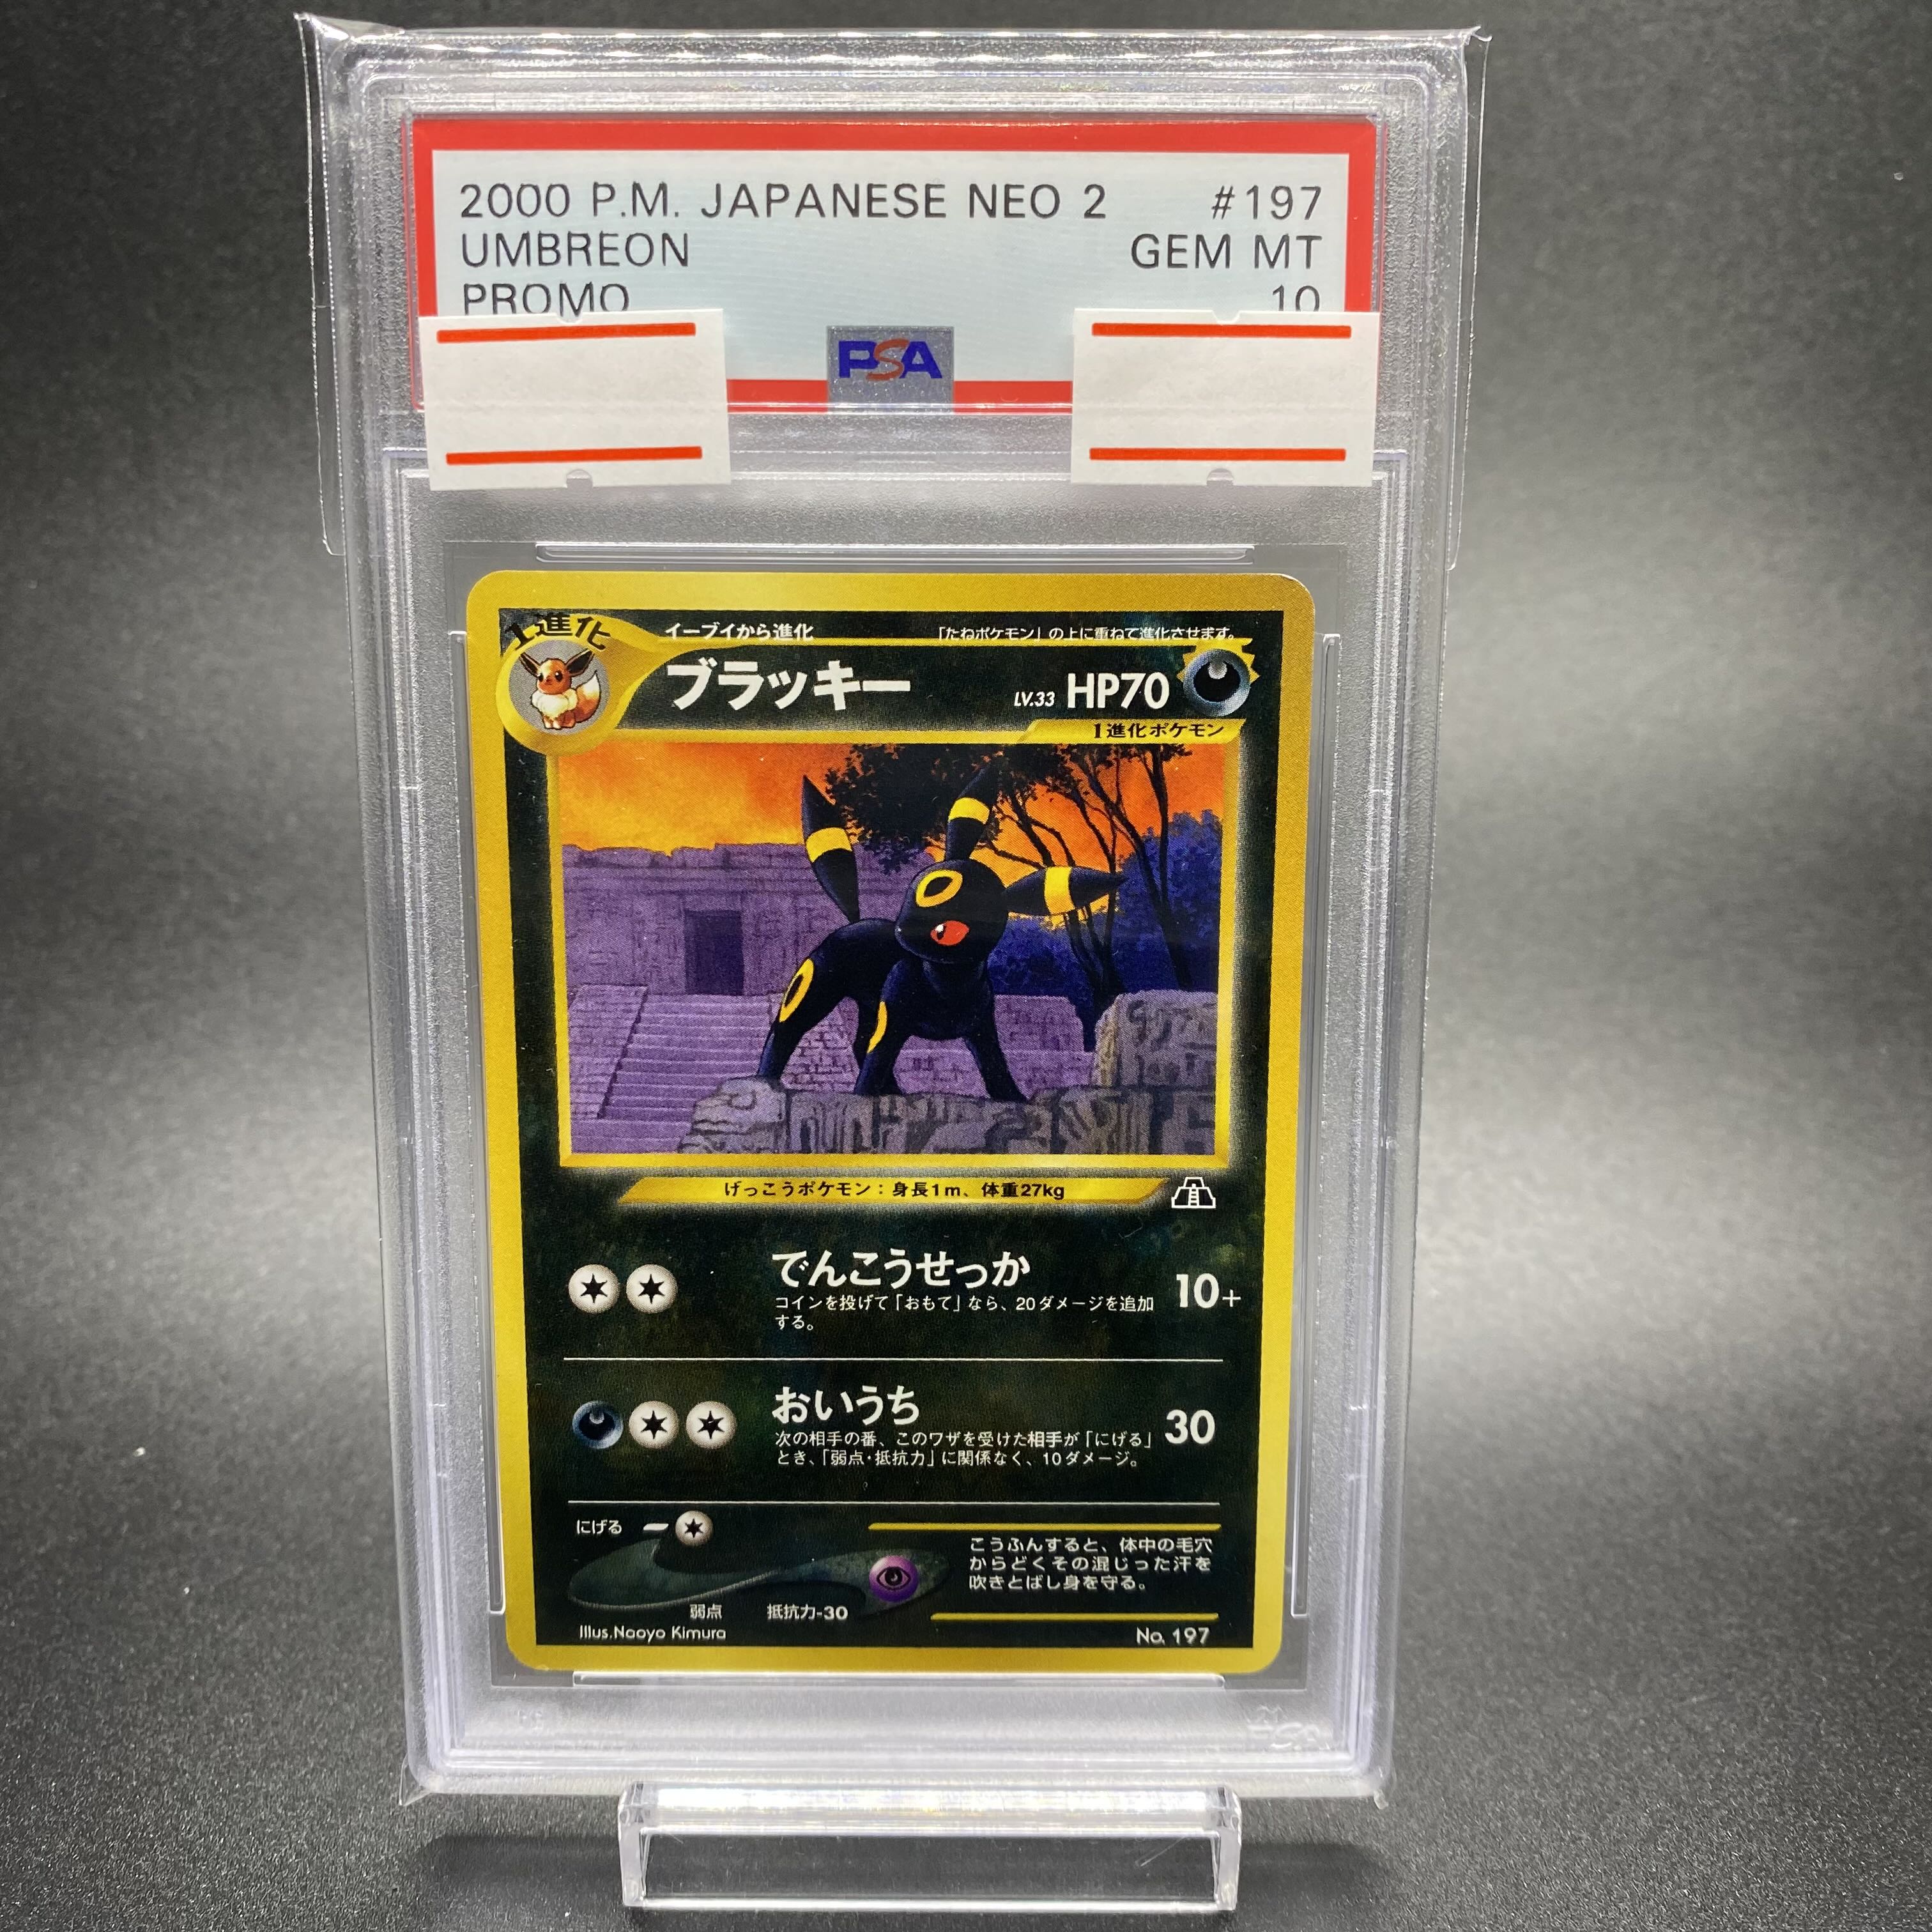 2000 P.M. JAPANESE NEO 2 #197
UMBREON GEM MT
PROMO 10
PSA
1進化
イーブイから進化 「たねポケモン」の上に重ねて進化させます。
ブラッキー LV.33 HP70
1進化ポケモン
げっこうポケモン:身長1m、体重27kg
でんこうせっか 10+
コインを投げて「おもて」なら、20ダメージを追加
する。
おいうち 30
次の相手の番、このワザを受けた相手が「にげる」
とき、「弱点・抵抗力」に関係なく、10ダメージ。
にげる
弱点 抵抗力-30
こうふんすると、体中の毛穴
からどくその混じった汗を
吹きとばし身を守る。
Illus.Naoyo Kimura No. 197